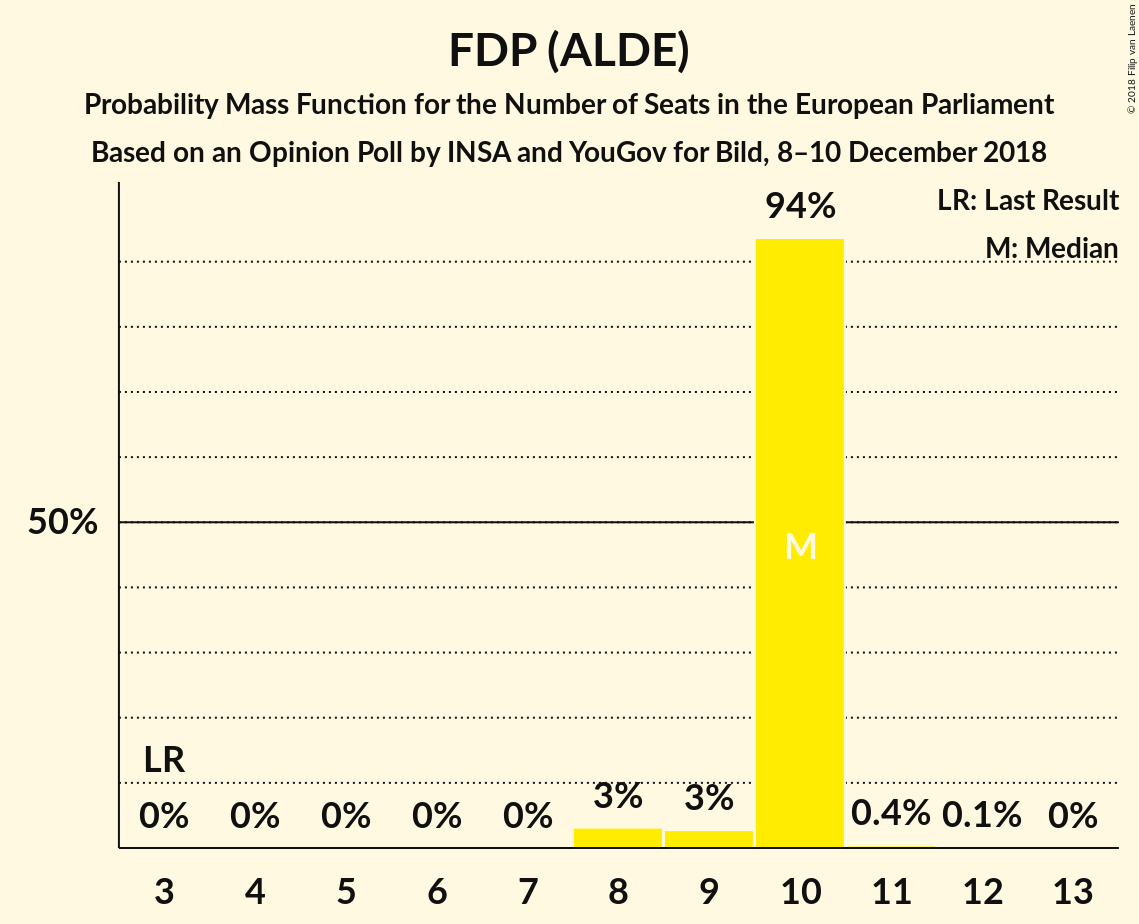 FDP (ALDE)
Probability Mass Function for the Number of Seats in the European Parliament
Based on an Opinion Poll by INSA and YouGov for Bild, 8–10 December 2018
© 2018 Filip van Laenen
LR: Last Result
M: Median
94%
50%
M
LR
0% 0% 0% 0% 0% 3% 3% 0.4% 0.1% 0%
3 4 5 6 7 8 9 10 11 12 13